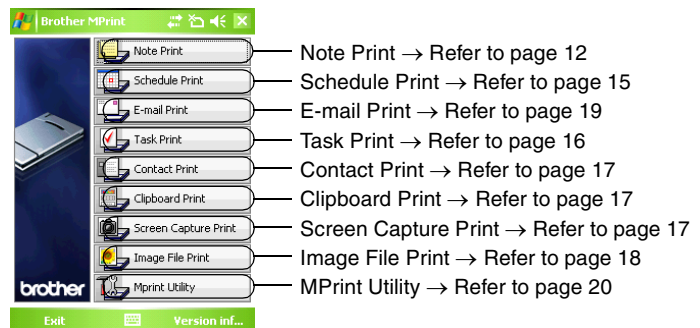 Brother MPrint
Note Print
Note Print → Refer to page 12
Schedule Print
Schedule Print → Refer to page 15
E-mail Print
E-mail Print → Refer to page 19
Task Print
Task Print → Refer to page 16
Contact Print
Contact Print → Refer to page 17
Clipboard Print
Clipboard Print → Refer to page 17
Screen Capture Print
Screen Capture Print → Refer to page 17
Image File Print
Image File Print → Refer to page 18
Mprint Utility
MPrint Utility → Refer to page 20
brother
Exit
Version inf...